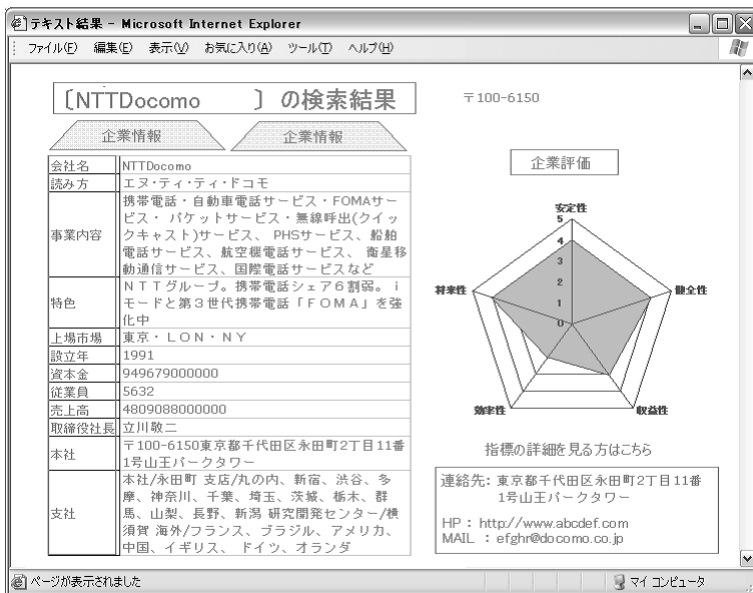 テキスト結果 - Microsoft Internet Explorer
ファイル(F) 編集(E) 表示(V) お気に入り(A) ツール(T) ヘルプ(H)
〔NTTDocomo 〕の検索結果
〒100-6150
企業情報 企業情報
会社名 NTTDocomo
読み方 エヌ・ティ・ティ・ドコモ
事業内容 携帯電話・自動車電話サービス・FOMAサー
ビス・ パケットサービス・無線呼出(クイッ
クキャスト)サービス、 PHSサービス、船舶
電話サービス、航空機電話サービス、 衛星移
動通信サービス、国際電話サービスなど
特色 NTTグループ。携帯電話シェア6割弱。i
モードと第3世代携帯電話「FOMA」を強
化中
上場市場 東京・LON・NY
設立年 1991
資本金 949679000000
従業員 5632
売上高 4809088000000
取締役社長 立川敬二
本社 〒100-6150東京都千代田区永田町2丁目11番
1号山王パークタワー
支社 本社/永田町 支店/丸の内、新宿、渋谷、多
摩、神奈川、千葉、埼玉、茨城、栃木、群
馬、山梨、長野、新潟 研究開発センター/横
須賀 海外/フランス、ブラジル、アメリカ、
中国、イギリス、 ドイツ、オランダ
企業評価
安定性
5
4
3
2
1
0
将来性
健全性
効率性
収益性
指標の詳細を見る方はこちら
連絡先: 東京都千代田区永田町2丁目11番
1号山王パークタワー
HP : http://www.abcdef.com
MAIL : efghr@docomo.co.jp
ページが表示されました
マイ コンピュータ